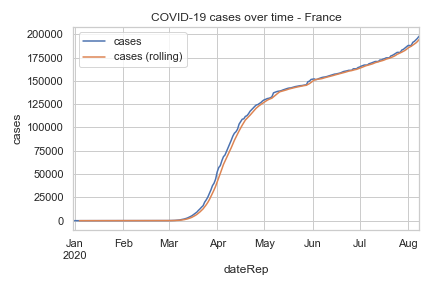 COVID-19 cases over time - France
cases
cases (rolling)
200000
175000
150000
125000
100000
75000
50000
25000
0
cases
Jan
2020
Feb
Mar
Apr
May
Jun
Jul
Aug
dateRep